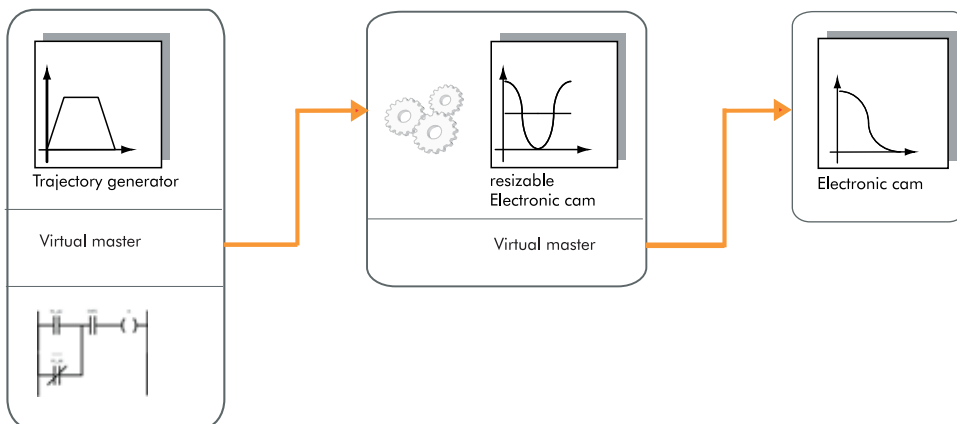 Trajectory generator
Virtual master
resizable
Electronic cam
Virtual master
Electronic cam